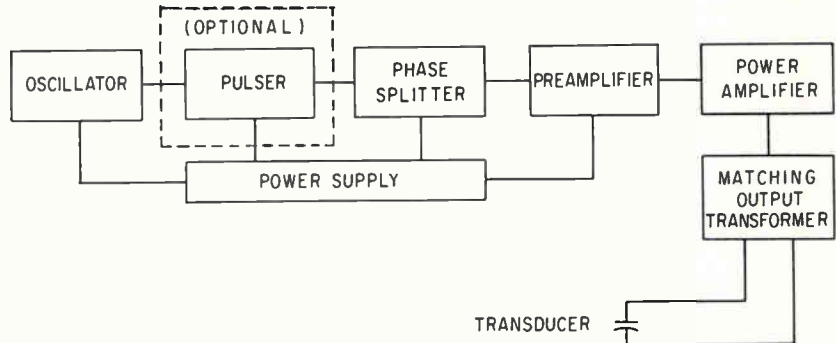 (OPTIONAL)
OSCILLATOR
PULSER
PHASE
SPLITTER
PREAMPLIFIER
POWER
AMPLIFIER
POWER SUPPLY
MATCHING
OUTPUT
TRANSFORMER
TRANSDUCER